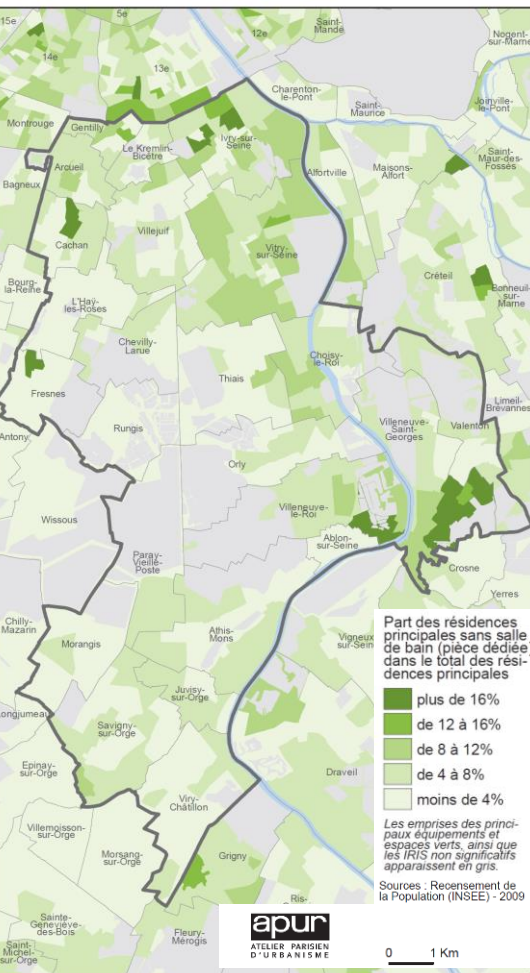 5e
15e
Saint-
Mandé
12e
14e
13e
Nogent-
sur-Marne
Charenton-
le-Pont
Saint-
Maurice
Joinville-
le-Pont
Montrouge
Gentilly
Le Kremlin-
Bicêtre
Ivry-sur-
Seine
Saint-
Maur-des-
Fossés
Arcueil
Alfortville
Maisons-
Alfort
Bagneux
Cachan
Villejuif
Vitry-
sur-Seine
Créteil
Bourg-
la-Reine
Bonneuil-
sur-
Marne
L'Haÿ-
les-Roses
Chevilly-
Larue
Choisy-
le-Roi
Thiais
Fresnes
Limeil-
Brévannes
Rungis
Villeneuve-
Saint-
Georges
Valenton
Antony
Orly
Villeneuve-
le-Roi
Wissous
Ablon-
sur-Seine
Paray-
Vieille-
Poste
Crosne
Yerres
Chilly-
Mazarin
Athis-
Mons
Vigneux
sur-Sein
Morangis
Juvisy-
sur-Orge
Longjumeau
Savigny-
sur-Orge
Epinay-
sur-Orge
Draveil
Viry-
Châtillon
Villemoisson-
sur-Orge
Morsang-
sur-Orge
Grigny
Ris-
Sainte-
Geneviève-
des-Bois
Fleury-
Mérogis
Saint-
Michel-
sur-Orge
Part des résidences
principales sans salle
de bain (pièce dédiée)
dans le total des rési-
dences principales
plus de 16%
de 12 à 16%
de 8 à 12%
de 4 à 8%
moins de 4%
Les emprises des princi-
paux équipements et
espaces verts, ainsi que
les IRIS non significatifs
apparaissent en gris.
Sources : Recensement de
la Population (INSEE) - 2009
apur
ATELIER PARISIEN
D'URBANISME
0 1 Km